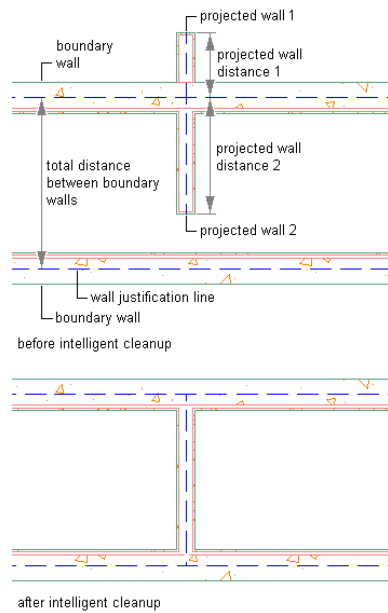 projected wall 1
boundary
wall
projected wall
distance 1
total distance
between boundary
walls
projected wall
distance 2
projected wall 2
wall justification line
boundary wall
before intelligent cleanup
after intelligent cleanup